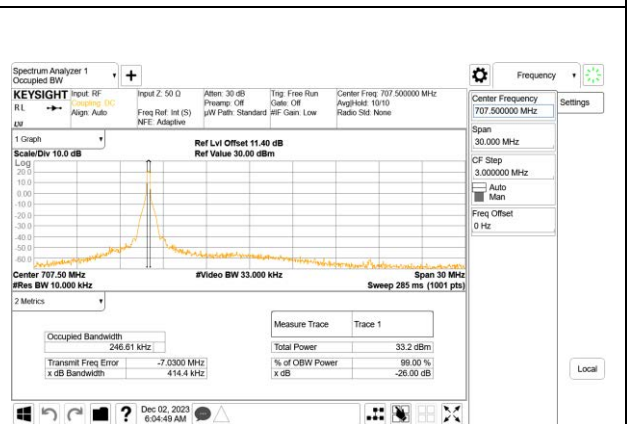 Spectrum Analyzer 1
Occupied BW
+
Frequency
KEYSIGHT
RL
Input: RF
Coupling: DC
Align: Auto
Input Z: 50 Ω
Freq Ref: Int (S)
NFE: Adaptive
Atten: 30 dB
Preamp: Off
µW Path: Standard
Trig: Free Run
Gate: Off
#IF Gain: Low
Center Freq: 707.500000 MHz
Avg|Hold: 10/10
Radio Std: None
Center Frequency
707.500000 MHz
Settings
Span
30.000 MHz
CF Step
3.000000 MHz
Auto
Man
Freq Offset
0 Hz
1 Graph
Scale/Div 10.0 dB
Ref Lvl Offset 11.40 dB
Ref Value 30.00 dBm
Log
20.0
10.0
0.00
-10.0
-20.0
-30.0
-40.0
-50.0
-60.0
Center 707.50 MHz
#Video BW 33.000 kHz
Span 30 MHz
#Res BW 10.000 kHz
Sweep 285 ms (1001 pts)
2 Metrics
Measure Trace
Trace 1
Occupied Bandwidth
246.61 kHz
Total Power
33.2 dBm
Transmit Freq Error
-7.0300 MHz
% of OBW Power
99.00 %
x dB Bandwidth
414.4 kHz
x dB
-26.00 dB
Local
?
Dec 02, 2023
6:04:49 AM